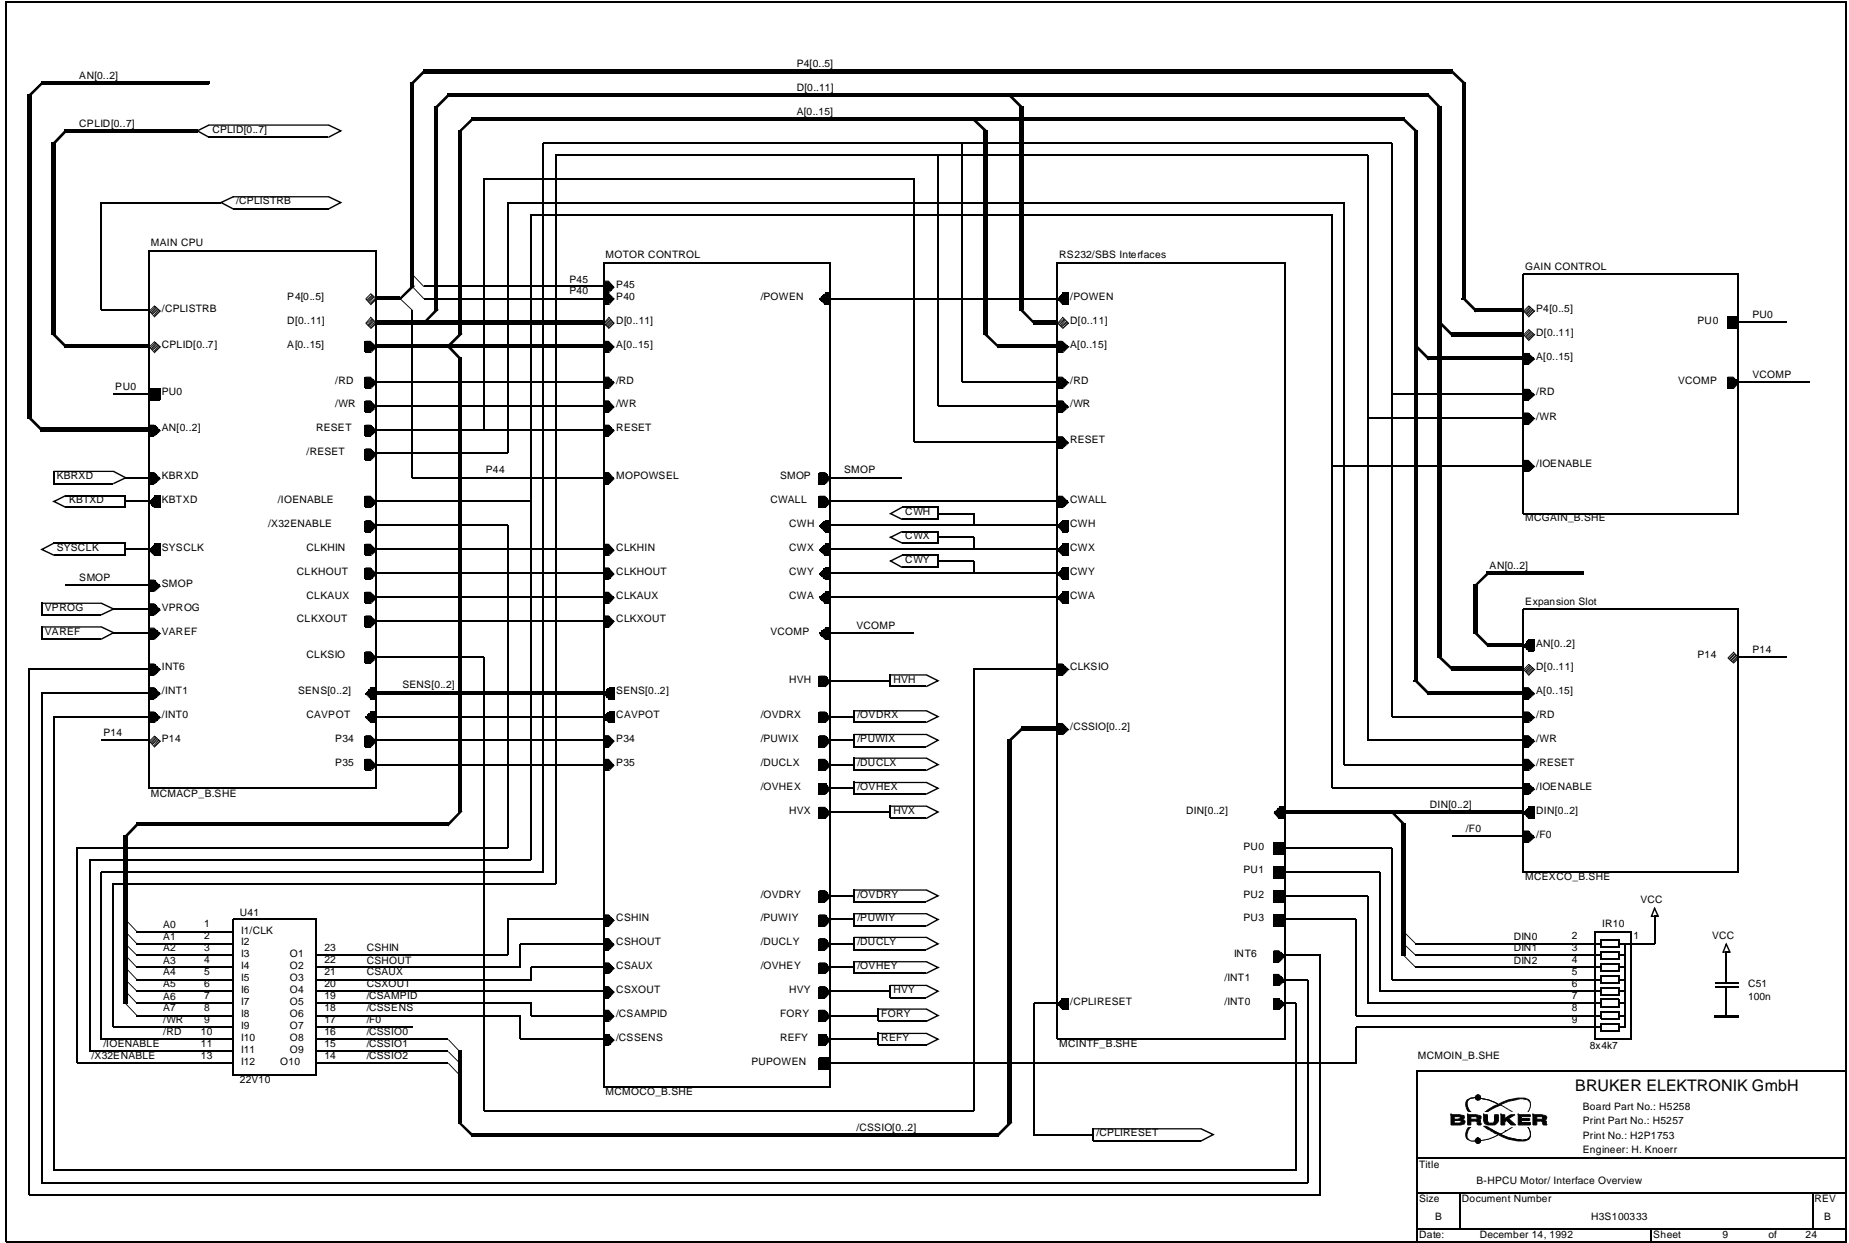 P4[0..5]
D[0..11]
A[0..15]
AN[0..2]
CPLID[0..7]
CPLID[0..7]
/CPLISTRB
MAIN CPU
/CPLISTRB
CPLID[0..7]
PU0
PU0
AN[0..2]
KBRXD
KBRXD
KBTXD
KBTXD
SYSCLK
SYSCLK
SMOP
SMOP
VPROG
VPROG
VAREF
VAREF
INT6
/INT1
/INT0
P14
P14
P4[0..5]
D[0..11]
A[0..15]
/RD
/WR
RESET
/RESET
/IOENABLE
/X32ENABLE
CLKHIN
CLKHOUT
CLKAUX
CLKXOUT
CLKSIO
SENS[0..2]
CAVPOT
P34
P35
MCMACP_B.SHE
P45
P40
P44
SENS[0..2]
MOTOR CONTROL
P45
P40
D[0..11]
A[0..15]
/RD
/WR
RESET
MOPOWSEL
CLKHIN
CLKHOUT
CLKAUX
CLKXOUT
SENS[0..2]
CAVPOT
P34
P35
CSHIN
CSHOUT
CSAUX
CSXOUT
/CSAMPID
/CSSENS
/POWEN
SMOP
SMOP
CWALL
CWH
CWH
CWX
CWX
CWY
CWY
CWA
VCOMP
VCOMP
HVH
HVH
/OVDRX
/OVDRX
/PUWIX
/PUWIX
/DUCLX
/DUCLX
/OVHEX
/OVHEX
HVX
HVX
/OVDRY
/OVDRY
/PUWIY
/PUWIY
/DUCLY
/DUCLY
/OVHEY
/OVHEY
HVY
HVY
FORY
FORY
REFY
REFY
PUPOWEN
MCMOCO_B.SHE
RS232/SBS Interfaces
/POWEN
D[0..11]
A[0..15]
/RD
/WR
RESET
CWALL
CWH
CWX
CWY
CWA
CLKSIO
/CSSIO[0..2]
/CPLIRESET
DIN[0..2]
PU0
PU1
PU2
PU3
INT6
/INT1
/INT0
MCINTF_B.SHE
/CSSIO[0..2]
/CPLIRESET
GAIN CONTROL
P4[0..5]
D[0..11]
A[0..15]
/RD
/WR
/IOENABLE
PU0
PU0
VCOMP
VCOMP
MCGAIN_B.SHE
AN[0..2]
Expansion Slot
AN[0..2]
D[0..11]
A[0..15]
/RD
/WR
/RESET
/IOENABLE
DIN[0..2]
DIN[0..2]
/F0
/F0
P14
P14
MCEXCO_B.SHE
U41
A0 1 I1/CLK
A1 2 I2
A2 3 I3
A3 4 I4
A4 5 I5
A5 6 I6
A6 7 I7
A7 8 I8
/WR 9 I9
/RD 10 I10
/IOENABLE 11 I11
/X32ENABLE 13 I12
O1 23 CSHIN
O2 22 CSHOUT
O3 21 CSAUX
O4 20 CSXOUT
O5 19 /CSAMPID
O6 18 /CSSENS
O7 17 /F0
O8 16 /CSSIO0
O9 15 /CSSIO1
O10 14 /CSSIO2
22V10
VCC
IR10
1
DIN0 2
DIN1 3
DIN2 4
5
6
7
8
9
8x4k7
VCC
C51
100n
MCMOIN_B.SHE
BRUKER
BRUKER ELEKTRONIK GmbH
Board Part No.: H5258
Print Part No.: H5257
Print No.: H2P1753
Engineer: H. Knoerr
Title
B-HPCU Motor/ Interface Overview
Size Document Number REV
B H3S100333 B
Date: December 14, 1992 Sheet 9 of 24